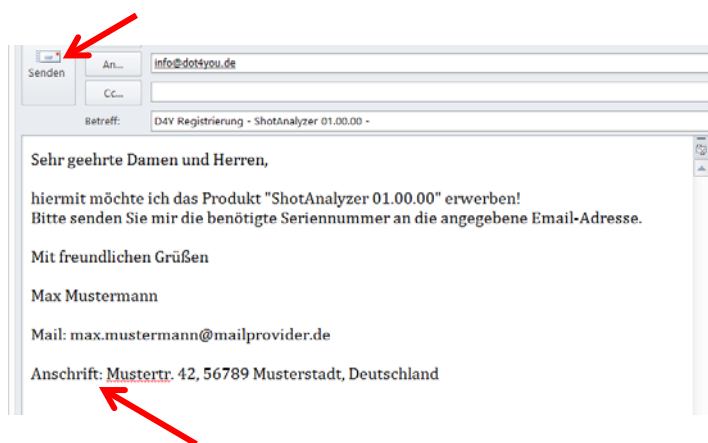 Senden
An...
info@dot4you.de
Cc...
Betreff:
D4Y Registrierung - ShotAnalyzer 01.00.00 -
Sehr geehrte Damen und Herren,
hiermit möchte ich das Produkt "ShotAnalyzer 01.00.00" erwerben!
Bitte senden Sie mir die benötigte Seriennummer an die angegebene Email-Adresse.
Mit freundlichen Grüßen
Max Mustermann
Mail: max.mustermann@mailprovider.de
Anschrift: Mustertr. 42, 56789 Musterstadt, Deutschland